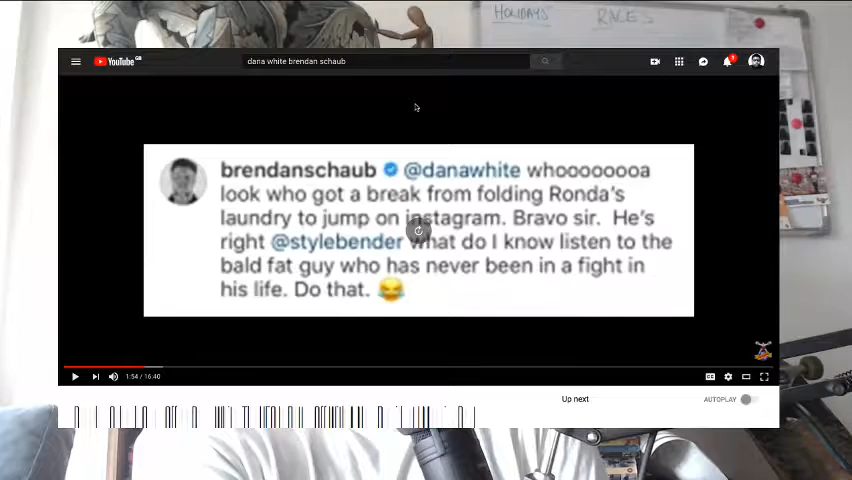 HOLIDAYS RACES
YouTube GB
dana white brendan schaub
brendanschaub @danawhite whoooooooa
look who got a break from folding Ronda's
laundry to jump on instagram. Bravo sir. He's
right @stylebender what do I know listen to the
bald fat guy who has never been in a fight in
his life. Do that. 😂
1:54 / 16:40
Up next AUTOPLAY